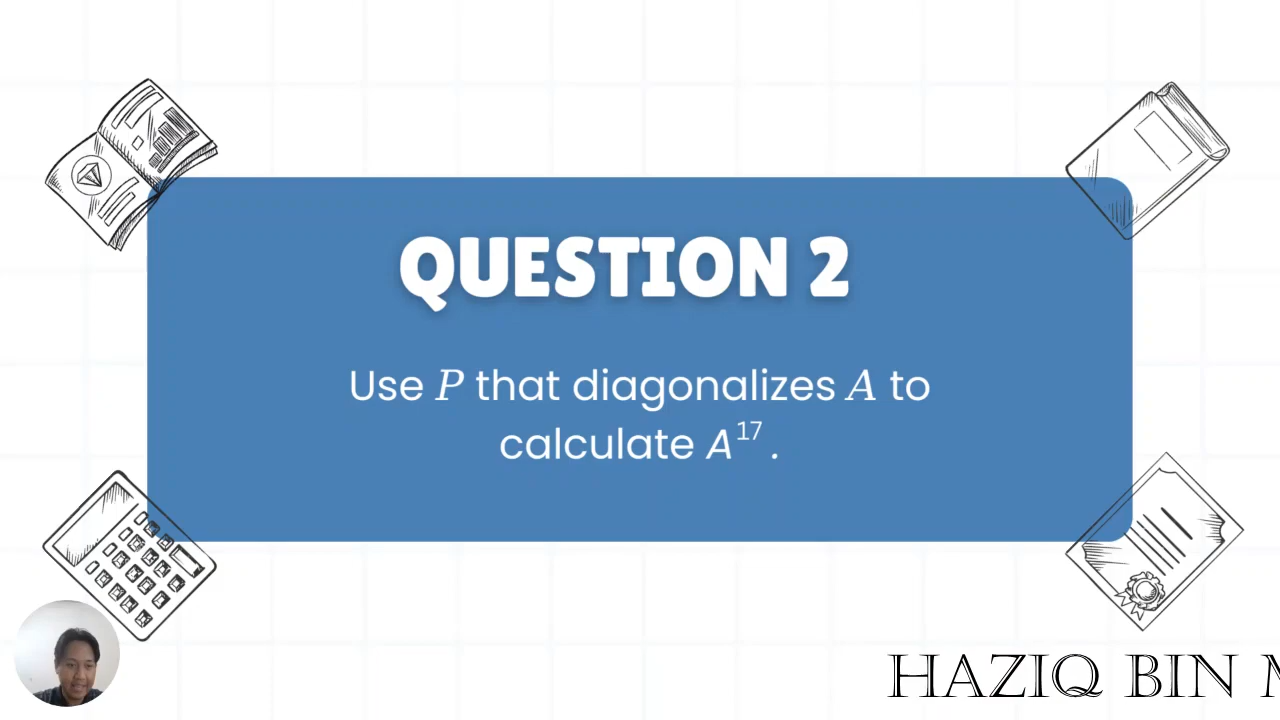 QUESTION 2
Use P that diagonalizes A to
calculate A¹⁷ .
HAZIQ BIN